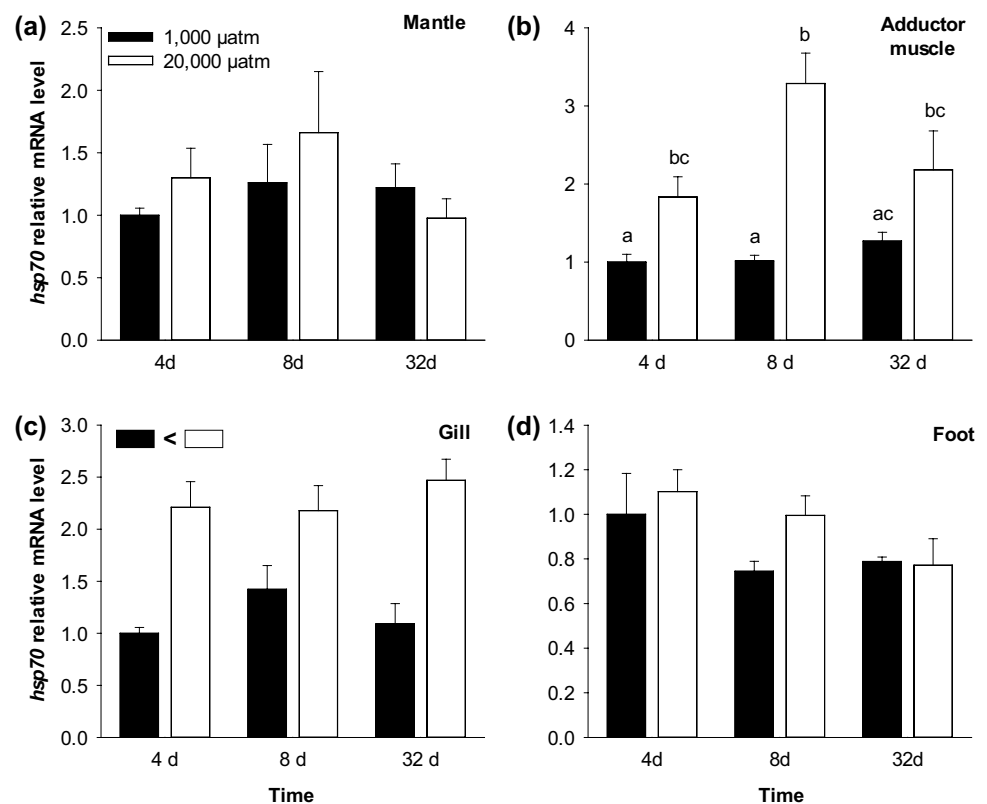 (a)
Mantle
1,000 µatm
20,000 µatm
hsp70 relative mRNA level
2.5
2.0
1.5
1.0
0.5
0.0
4d
8d
32d
(b)
Adductor
muscle
4
3
2
1
0
a
bc
a
b
ac
bc
4 d
8 d
32 d
(c)
<
Gill
hsp70 relative mRNA level
3.0
2.5
2.0
1.5
1.0
0.5
0.0
4 d
8 d
32 d
Time
(d)
Foot
1.4
1.2
1.0
0.8
0.6
0.4
0.2
0.0
4d
8d
32d
Time